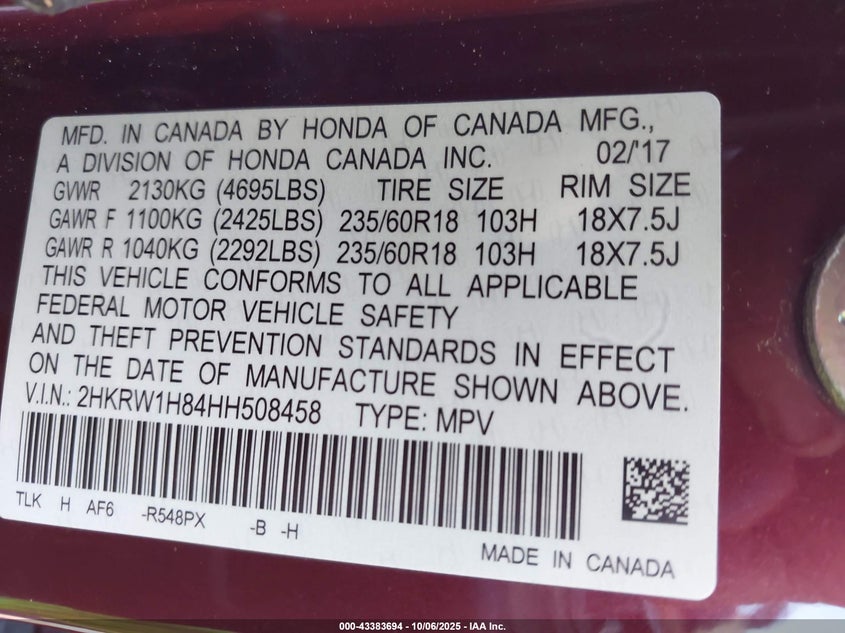 MFD. IN CANADA BY HONDA OF CANADA MFG.,
A DIVISION OF HONDA CANADA INC. 02/'17
GVWR 2130KG (4695LBS) TIRE SIZE RIM SIZE
GAWR F 1100KG (2425LBS) 235/60R18 103H 18X7.5J
GAWR R 1040KG (2292LBS) 235/60R18 103H 18X7.5J
THIS VEHICLE CONFORMS TO ALL APPLICABLE
FEDERAL MOTOR VEHICLE SAFETY
AND THEFT PREVENTION STANDARDS IN EFFECT
ON THE DATE OF MANUFACTURE SHOWN ABOVE.
V.I.N.: 2HKRW1H84HH508458 TYPE: MPV
TLK H AF6 -R548PX -B -H
MADE IN CANADA
000-43383694 - 10/06/2025 - IAA Inc.